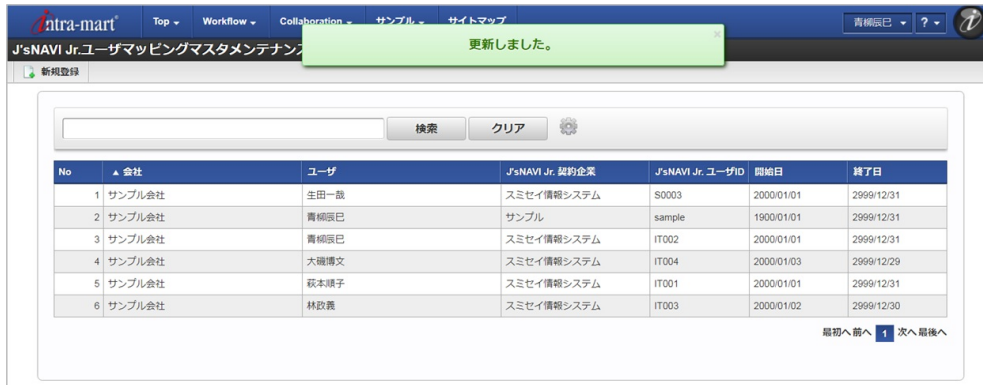 intra-mart Top Workflow Collaboration サンプル サイトマップ 青柳辰巳 ?
更新しました。
J'sNAVI Jr.ユーザマッピングマスタメンテナンス
新規登録
検索 クリア
No ▲ 会社 ユーザ J'sNAVI Jr. 契約企業 J'sNAVI Jr. ユーザID 開始日 終了日
1 サンプル会社 生田一哉 スミセイ情報システム S0003 2000/01/01 2999/12/31
2 サンプル会社 青柳辰巳 サンプル sample 1900/01/01 2999/12/31
3 サンプル会社 青柳辰巳 スミセイ情報システム IT002 2000/01/01 2999/12/31
4 サンプル会社 大磯博文 スミセイ情報システム IT004 2000/01/03 2999/12/29
5 サンプル会社 萩本順子 スミセイ情報システム IT001 2000/01/01 2999/12/31
6 サンプル会社 林政義 スミセイ情報システム IT003 2000/01/02 2999/12/30
最初へ 前へ 1 次へ 最後へ